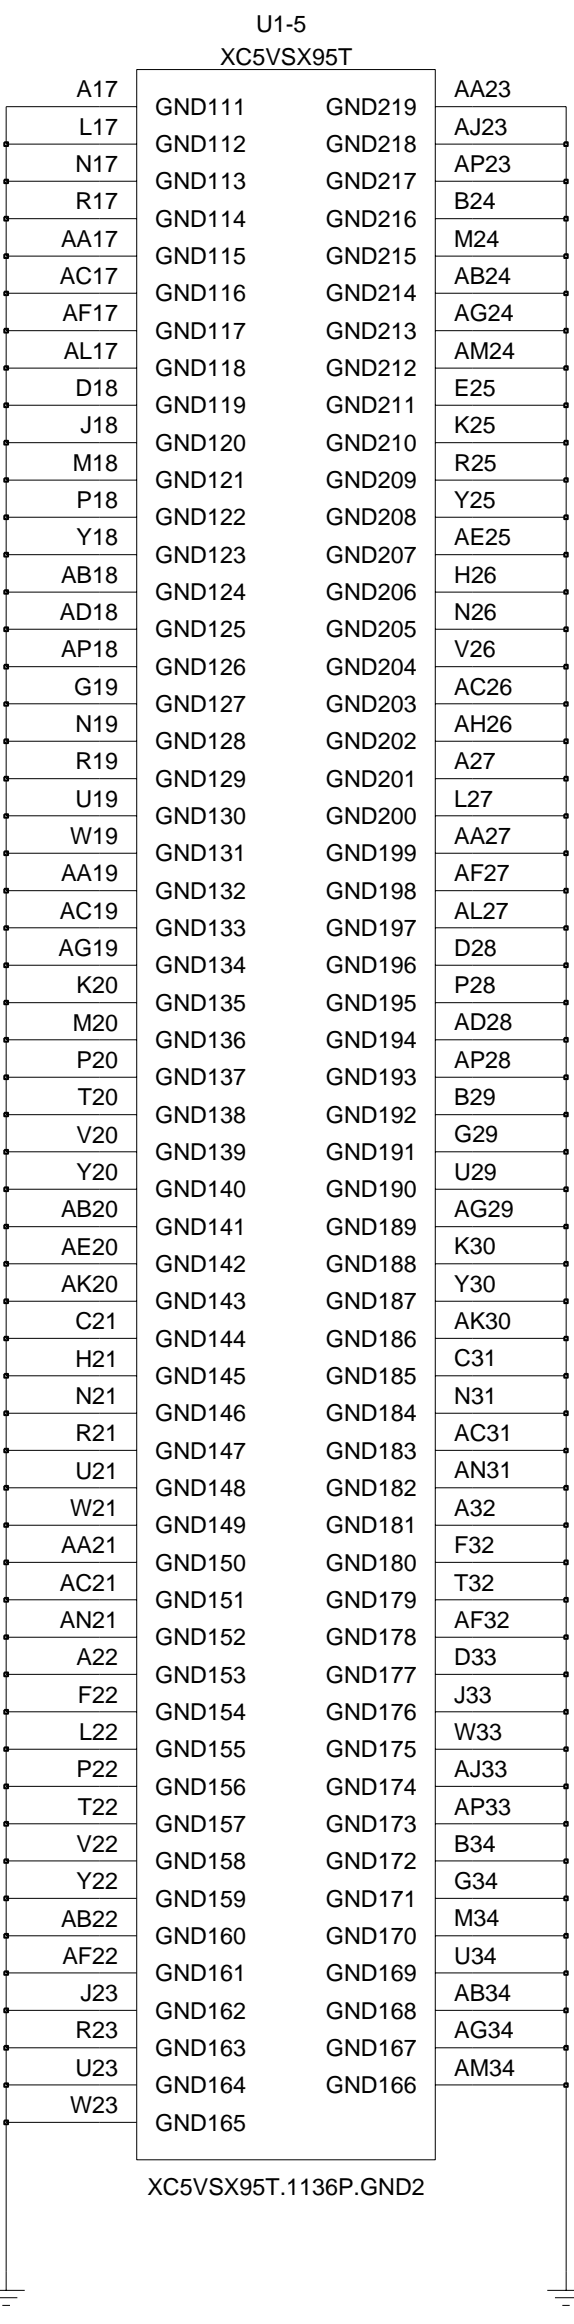 U1-5
XC5VSX95T
A17 GND111 GND219 AA23
L17 GND112 GND218 AJ23
N17 GND113 GND217 AP23
R17 GND114 GND216 B24
AA17 GND115 GND215 M24
AC17 GND116 GND214 AB24
AF17 GND117 GND213 AG24
AL17 GND118 GND212 AM24
D18 GND119 GND211 E25
J18 GND120 GND210 K25
M18 GND121 GND209 R25
P18 GND122 GND208 Y25
Y18 GND123 GND207 AE25
AB18 GND124 GND206 H26
AD18 GND125 GND205 N26
AP18 GND126 GND204 V26
G19 GND127 GND203 AC26
N19 GND128 GND202 AH26
R19 GND129 GND201 A27
U19 GND130 GND200 L27
W19 GND131 GND199 AA27
AA19 GND132 GND198 AF27
AC19 GND133 GND197 AL27
AG19 GND134 GND196 D28
K20 GND135 GND195 P28
M20 GND136 GND194 AD28
P20 GND137 GND193 AP28
T20 GND138 GND192 B29
V20 GND139 GND191 G29
Y20 GND140 GND190 U29
AB20 GND141 GND189 AG29
AE20 GND142 GND188 K30
AK20 GND143 GND187 Y30
C21 GND144 GND186 AK30
H21 GND145 GND185 C31
N21 GND146 GND184 N31
R21 GND147 GND183 AC31
U21 GND148 GND182 AN31
W21 GND149 GND181 A32
AA21 GND150 GND180 F32
AC21 GND151 GND179 T32
AN21 GND152 GND178 AF32
A22 GND153 GND177 D33
F22 GND154 GND176 J33
L22 GND155 GND175 W33
P22 GND156 GND174 AJ33
T22 GND157 GND173 AP33
V22 GND158 GND172 B34
Y22 GND159 GND171 G34
AB22 GND160 GND170 M34
AF22 GND161 GND169 U34
J23 GND162 GND168 AB34
R23 GND163 GND167 AG34
U23 GND164 GND166 AM34
W23 GND165
XC5VSX95T.1136P.GND2